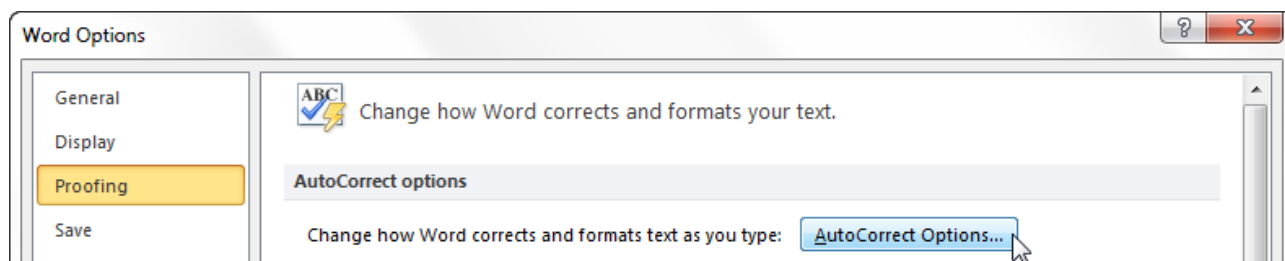 Word Options
General
Display
Proofing
Save
ABC
Change how Word corrects and formats your text.
AutoCorrect options
Change how Word corrects and formats text as you type: AutoCorrect Options...